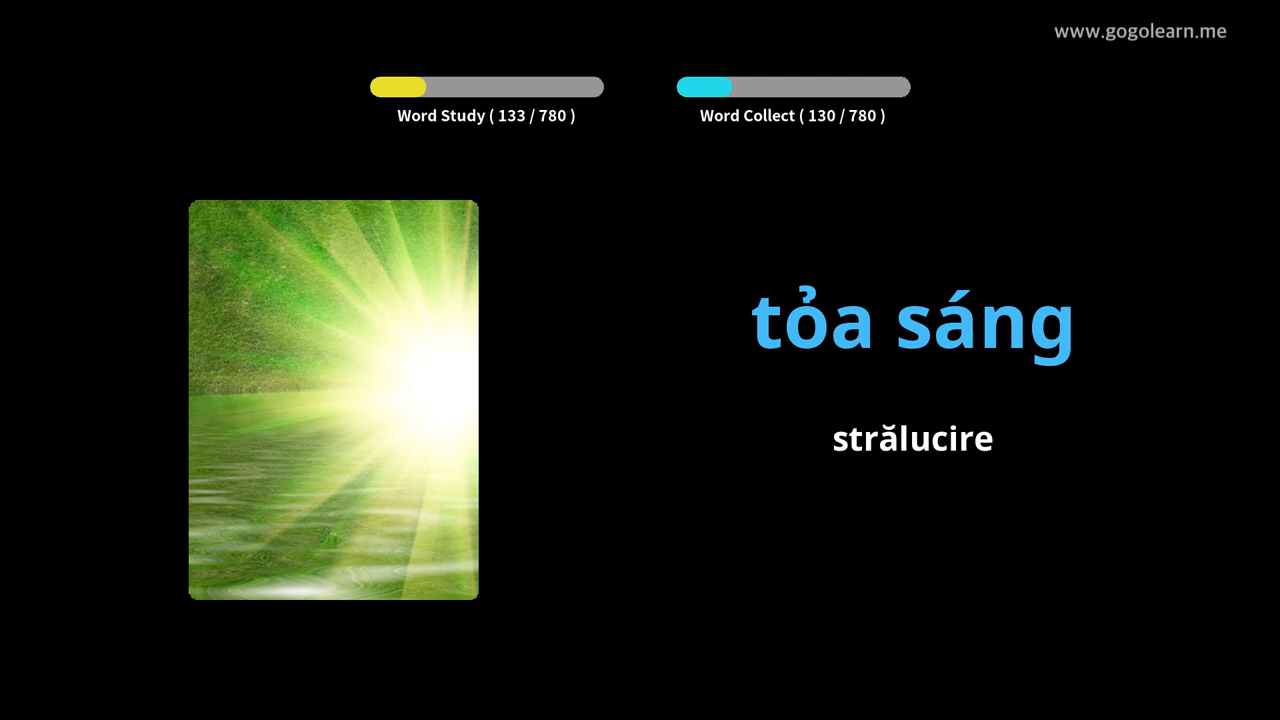 www.gogolearn.me
Word Study ( 133 / 780 )
Word Collect ( 130 / 780 )
tỏa sáng
strălucire